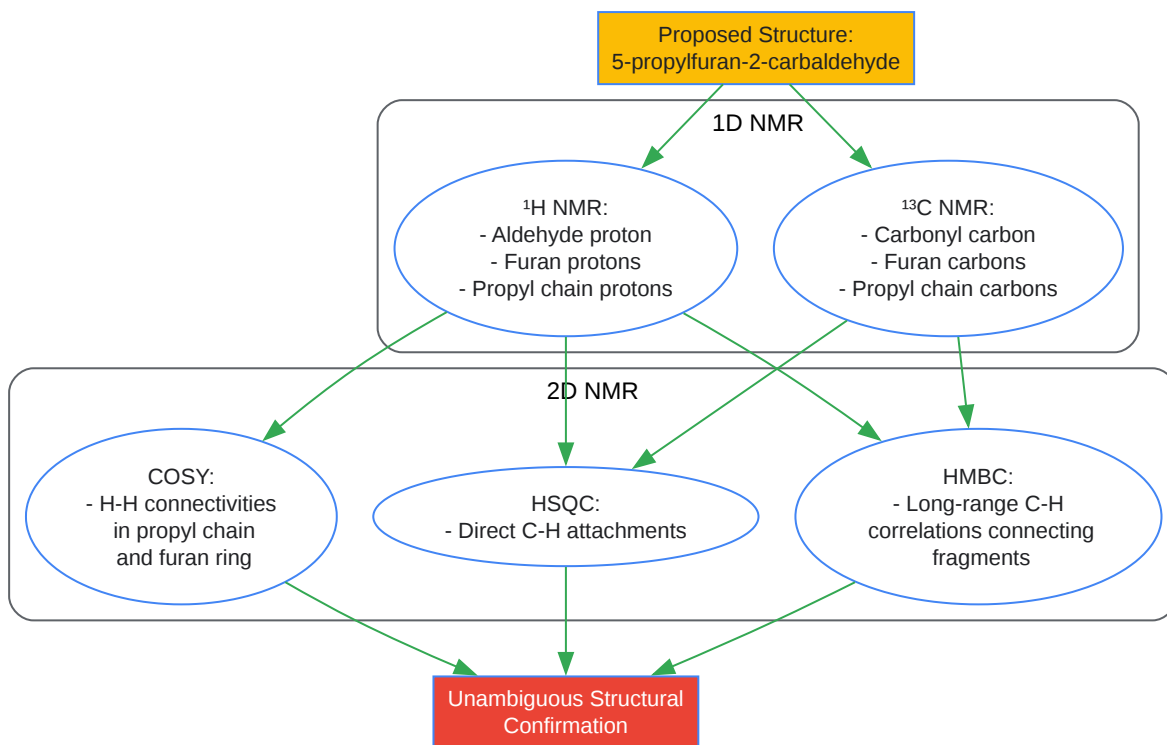 Proposed Structure:
5-propylfuran-2-carbaldehyde
1D NMR
¹H NMR:
- Aldehyde proton
- Furan protons
- Propyl chain protons
¹³C NMR:
- Carbonyl carbon
- Furan carbons
- Propyl chain carbons
2D NMR
COSY:
- H-H connectivities
in propyl chain
and furan ring
HSQC:
- Direct C-H attachments
HMBC:
- Long-range C-H
correlations connecting
fragments
Unambiguous Structural
Confirmation